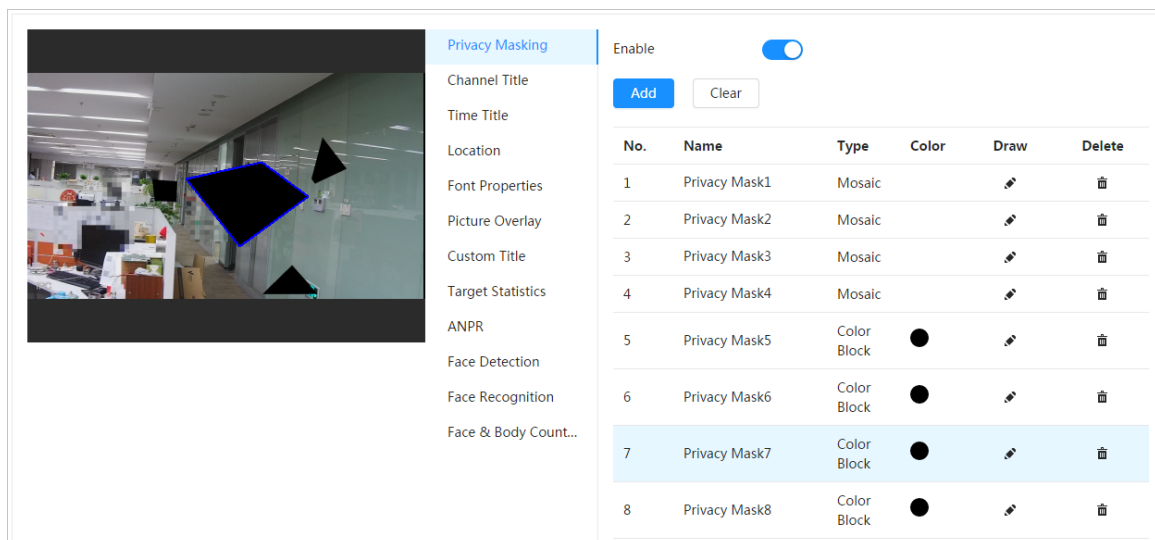 Privacy Masking
Channel Title
Time Title
Location
Font Properties
Picture Overlay
Custom Title
Target Statistics
ANPR
Face Detection
Face Recognition
Face & Body Count...
Enable
Add Clear
No. Name Type Color Draw Delete
1 Privacy Mask1 Mosaic
2 Privacy Mask2 Mosaic
3 Privacy Mask3 Mosaic
4 Privacy Mask4 Mosaic
5 Privacy Mask5 Color
Block
6 Privacy Mask6 Color
Block
7 Privacy Mask7 Color
Block
8 Privacy Mask8 Color
Block